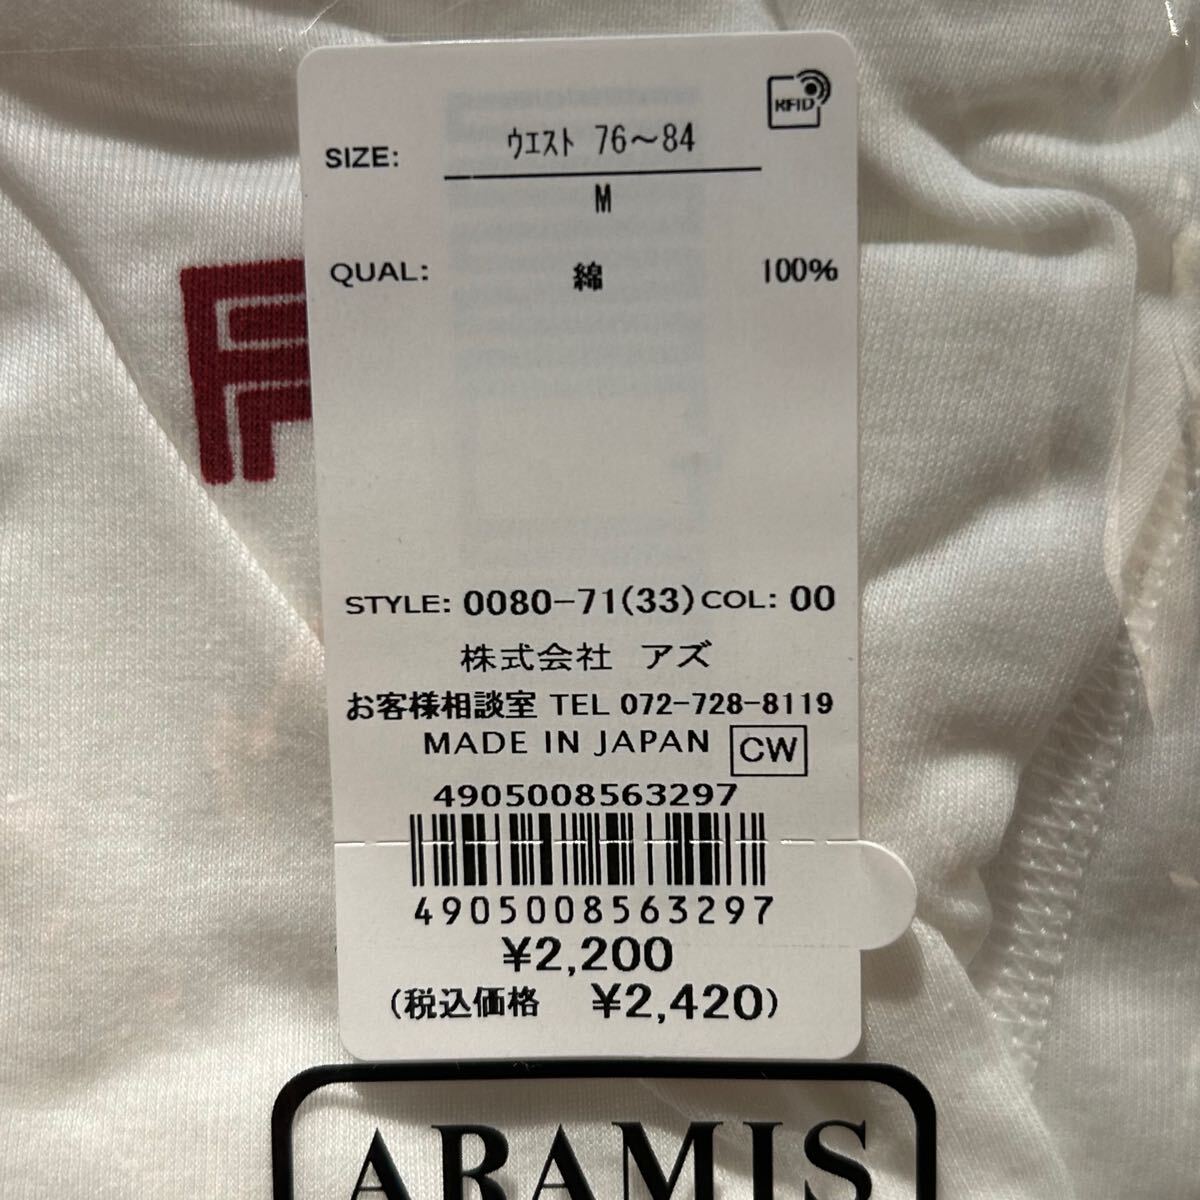 RFID
SIZE: ウエスト 76~84
M
QUAL: 綿 100%
STYLE: 0080-71(33) COL: 00
株式会社 アズ
お客様相談室 TEL 072-728-8119
MADE IN JAPAN CW
4905008563297
4905008563297
¥2,200
(税込価格 ¥2,420)
ARAMIS